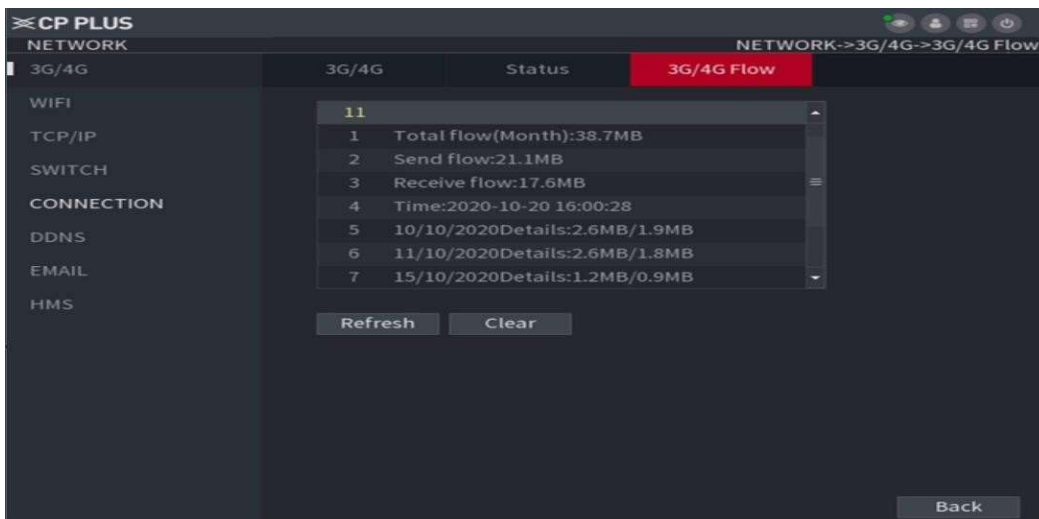 CP PLUS
NETWORK
NETWORK->3G/4G->3G/4G Flow
3G/4G
WIFI
TCP/IP
SWITCH
CONNECTION
DDNS
EMAIL
HMS
3G/4G Status 3G/4G Flow
11
1 Total flow(Month):38.7MB
2 Send flow:21.1MB
3 Receive flow:17.6MB
4 Time:2020-10-20 16:00:28
5 10/10/2020Details:2.6MB/1.9MB
6 11/10/2020Details:2.6MB/1.8MB
7 15/10/2020Details:1.2MB/0.9MB
Refresh Clear
Back